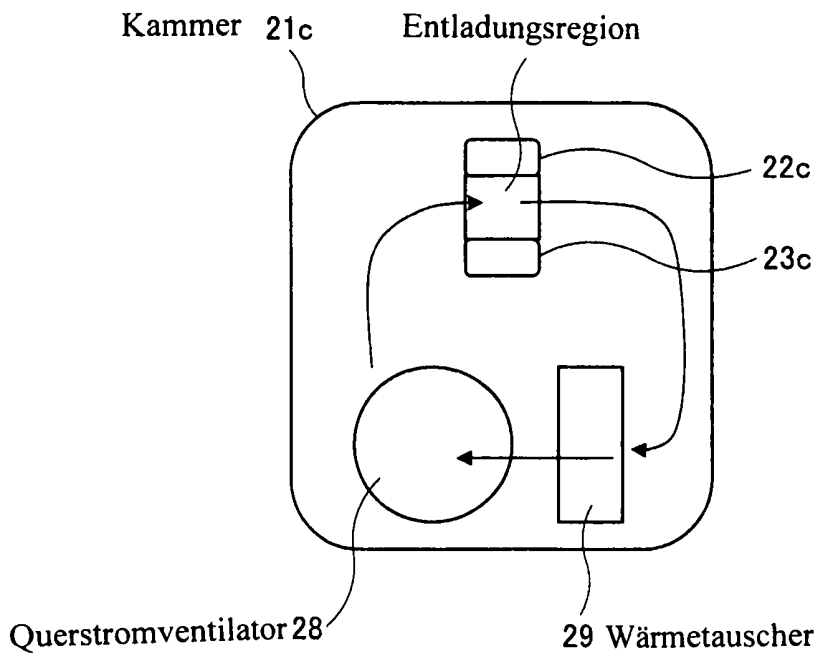 Kammer 21c
Entladungsregion
22c
23c
Querstromventilator 28
29 Wärmetauscher